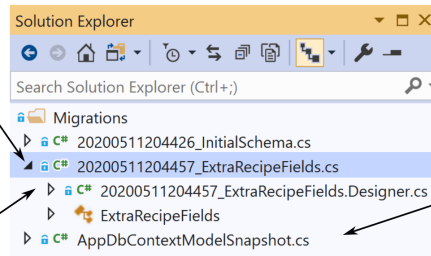 Solution Explorer
Search Solution Explorer (Ctrl+;)
Migrations
C# 20200511204426_InitialSchema.cs
C# 20200511204457_ExtraRecipeFields.cs
C# 20200511204457_ExtraRecipeFields.Designer.cs
ExtraRecipeFields
C# AppDbContextModelSnapshot.cs